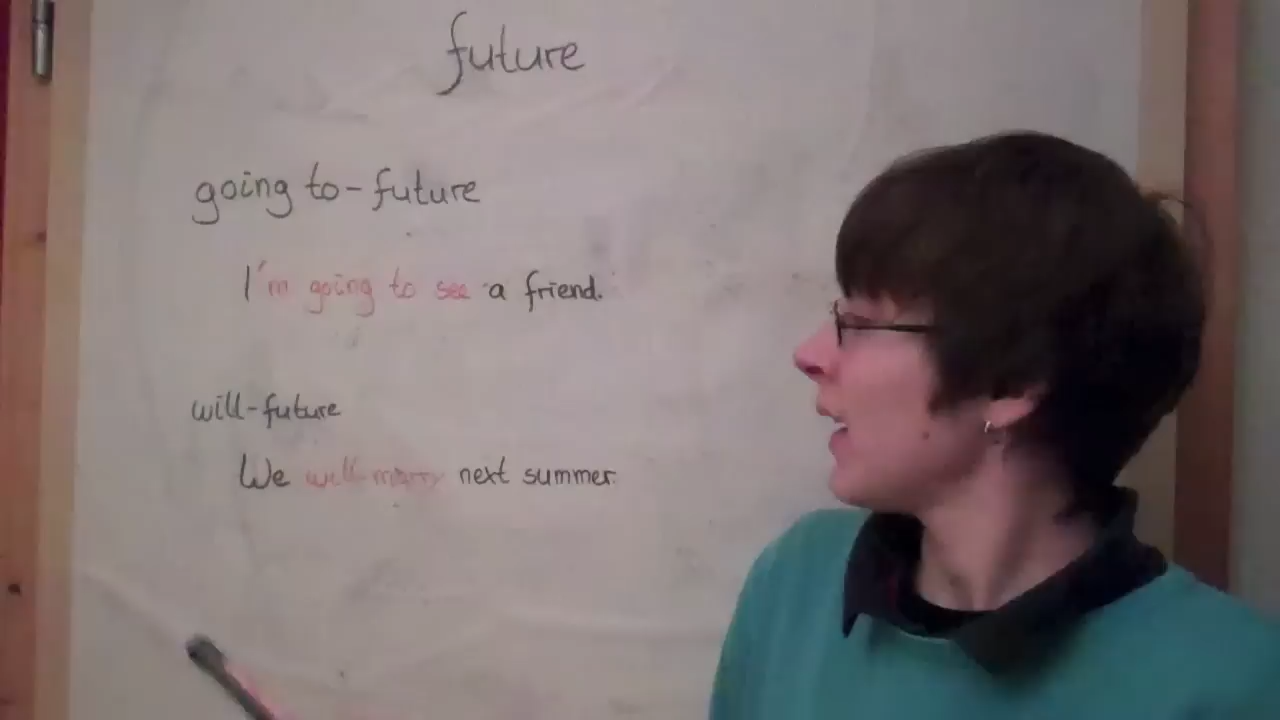 future
going to-future
I'm going to see a friend.
will-future
We will marry next summer.